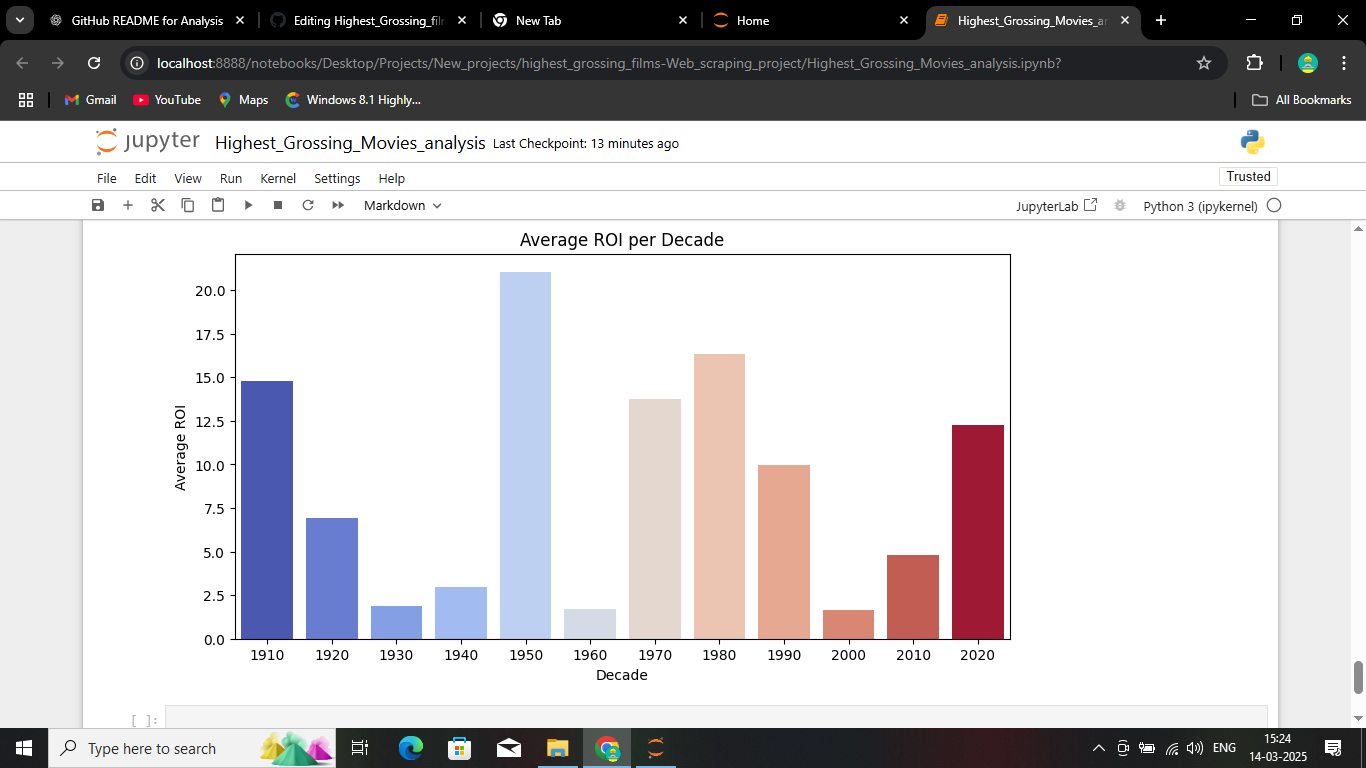 GitHub README for Analysis
Editing Highest_Grossing_fil
New Tab
Home
Highest_Grossing_Movies_a
localhost:8888/notebooks/Desktop/Projects/New_projects/highest_grossing_films-Web_scraping_project/Highest_Grossing_Movies_analysis.ipynb?
Gmail
YouTube
Maps
Windows 8.1 Highly...
All Bookmarks
jupyter Highest_Grossing_Movies_analysis Last Checkpoint: 13 minutes ago
File Edit View Run Kernel Settings Help
Trusted
Markdown
JupyterLab
Python 3 (ipykernel)
Average ROI per Decade
20.0
17.5
15.0
12.5
10.0
7.5
5.0
2.5
0.0
Average ROI
1910 1920 1930 1940 1950 1960 1970 1980 1990 2000 2010 2020
Decade
[ ]:
Type here to search
ENG
15:24
14-03-2025